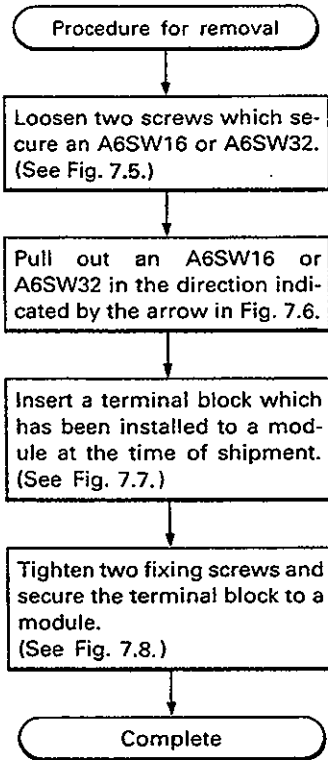 Procedure for removal
Loosen two screws which se-
cure an A6SW16 or A6SW32.
(See Fig. 7.5.)
Pull out an A6SW16 or
A6SW32 in the direction indi-
cated by the arrow in Fig. 7.6.
Insert a terminal block which
has been installed to a mod-
ule at the time of shipment.
(See Fig. 7.7.)
Tighten two fixing screws and
secure the terminal block to a
module.
(See Fig. 7.8.)
Complete